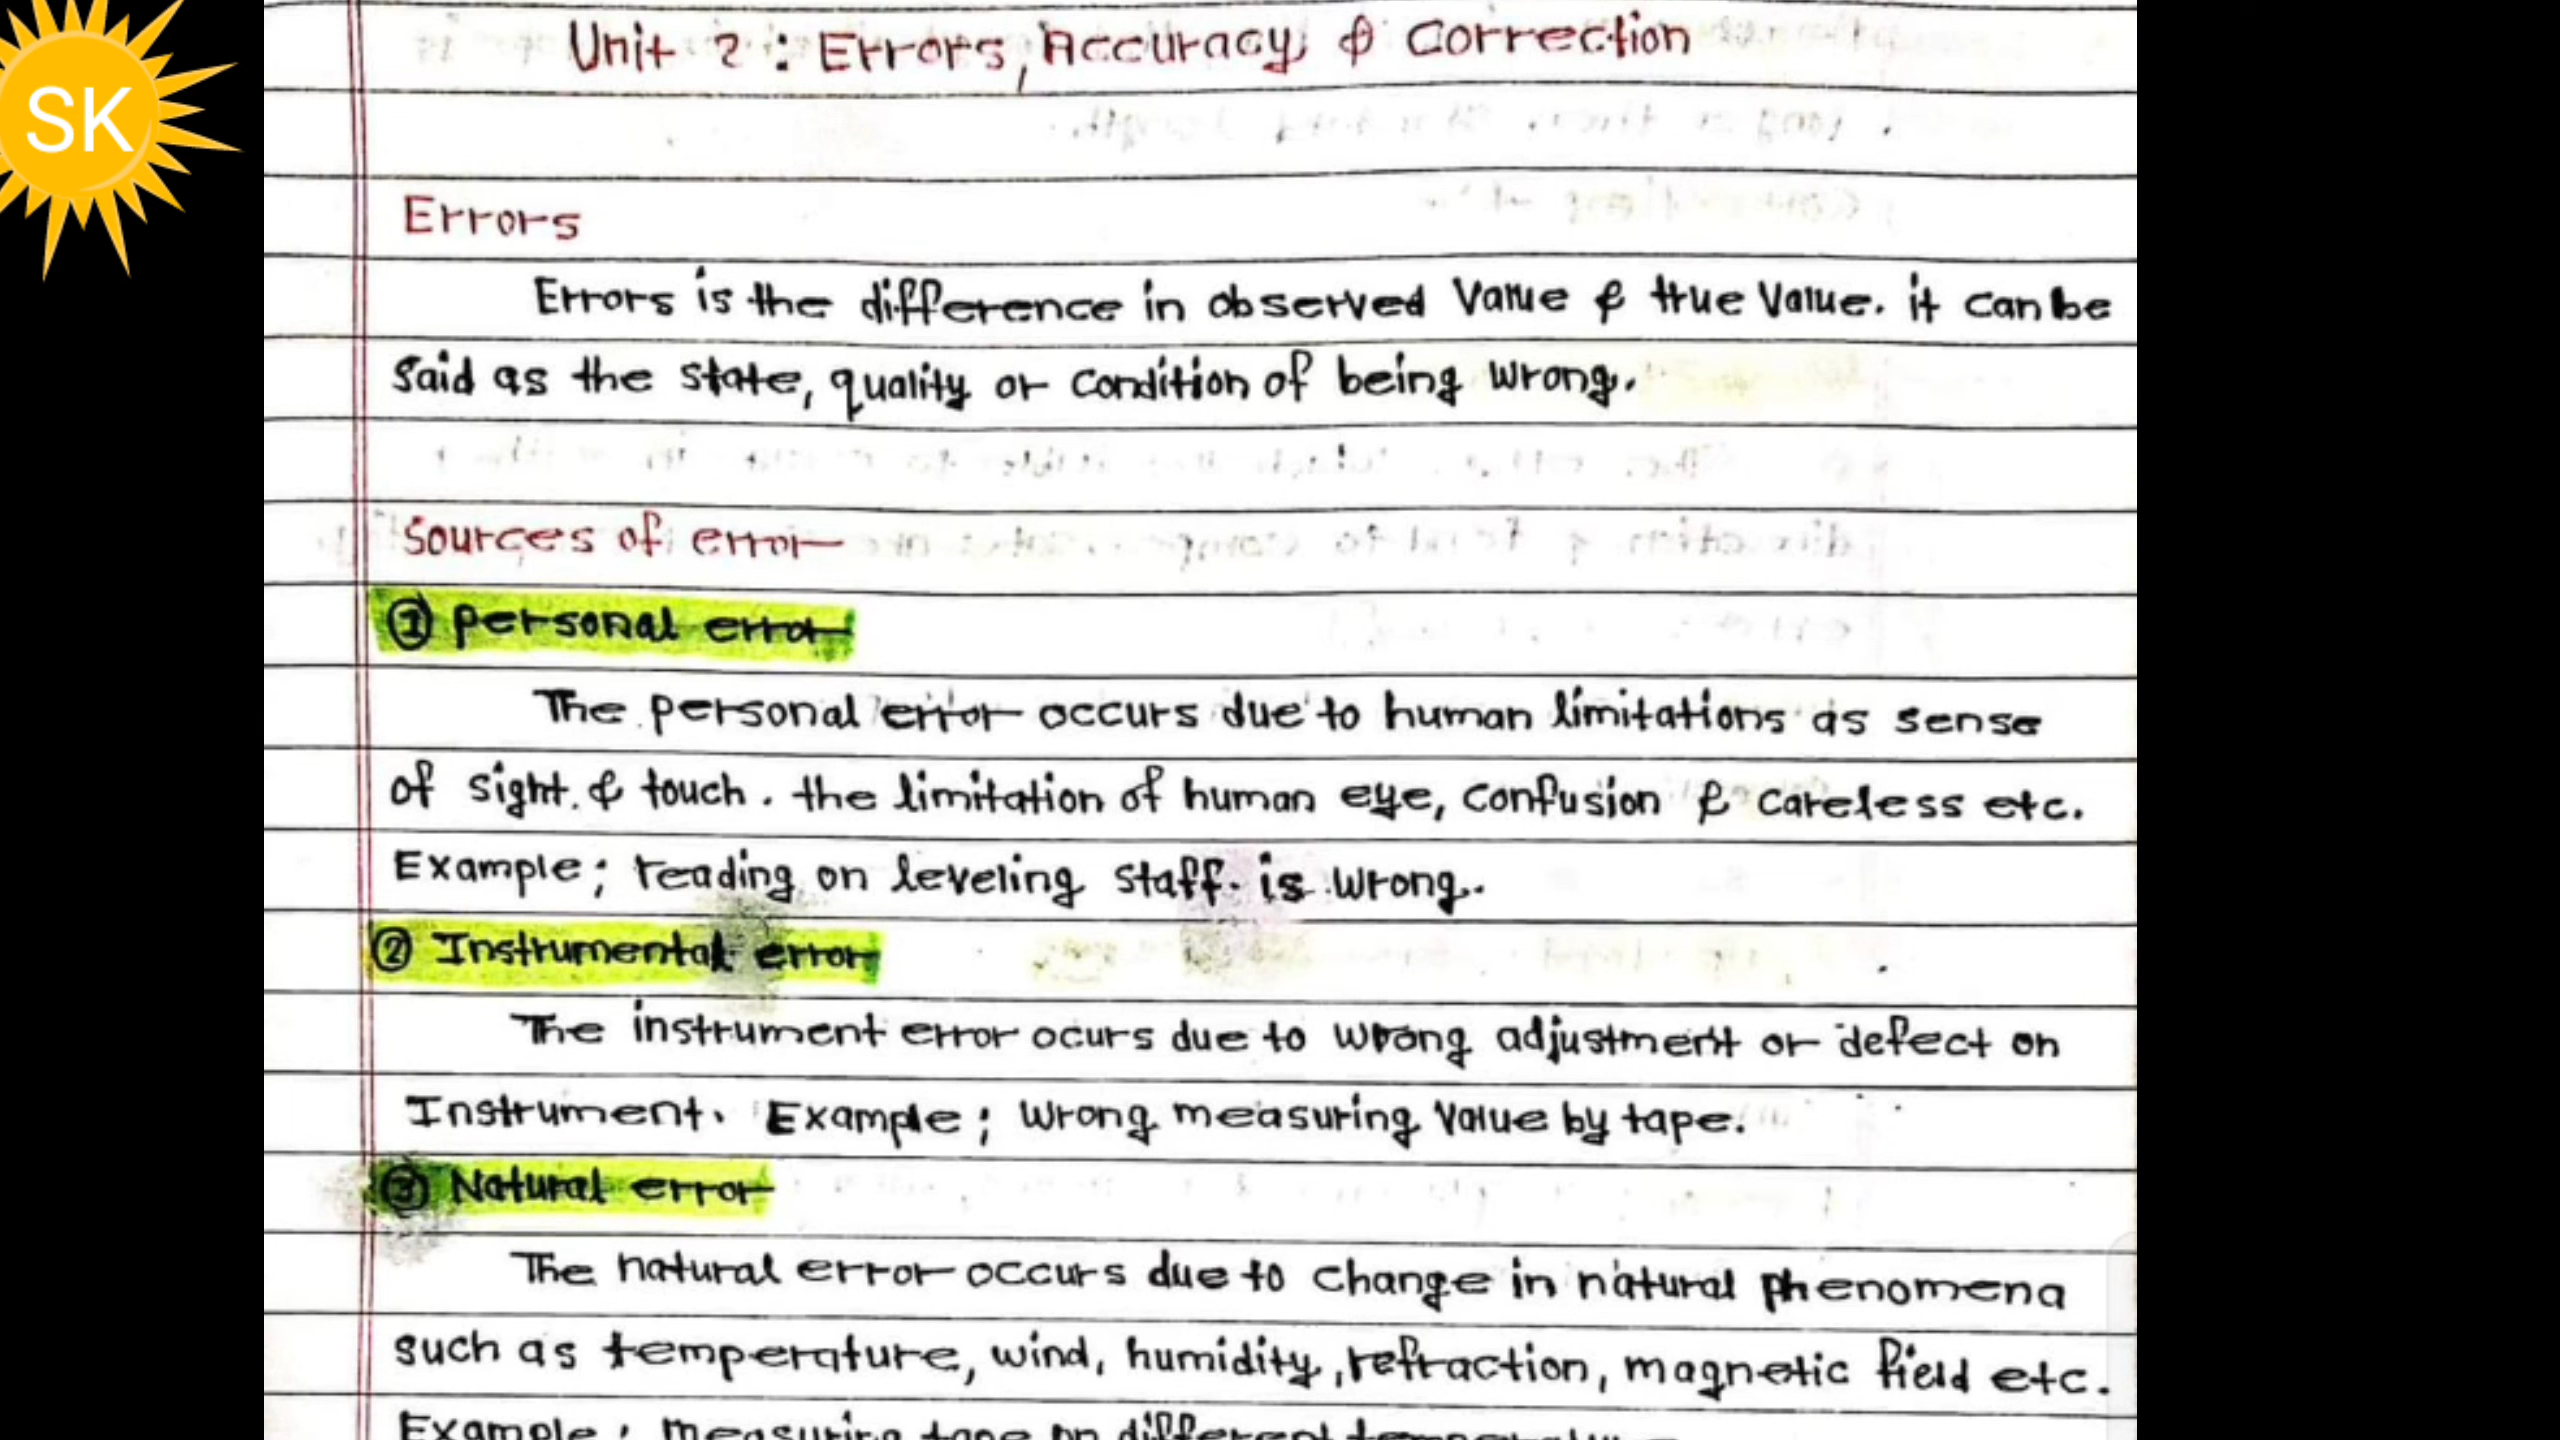 SK
Unit 2 : Errors, Accuracy & Correction
Errors
Errors is the difference in observed Value & true Value. it can be
said as the state, quality or condition of being wrong.
Sources of error
① personal error
The personal error occurs due to human limitations as sense
of sight. & touch. the limitation of human eye, confusion & careless etc.
Example; reading on leveling staff is wrong.
② Instrumental error
The instrument error ocurs due to wrong adjustment or defect on
Instrument. Example; wrong measuring value by tape.
③ Natural error
The natural error occurs due to change in natural phenomena
such as temperature, wind, humidity, refraction, magnetic field etc.
Example; measuring tape on different temperature